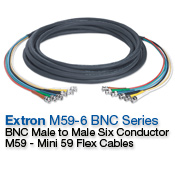 Extron M59-6 BNC Series
BNC Male to Male Six Conductor
M59 - Mini 59 Flex Cables